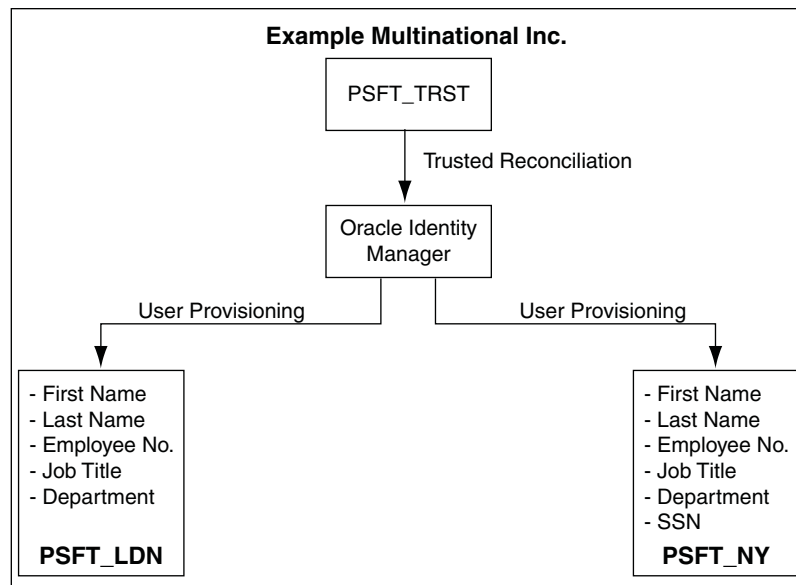 Example Multinational Inc.
PSFT_TRST
Trusted Reconciliation
Oracle Identity
Manager
User Provisioning
User Provisioning
- First Name
- Last Name
- Employee No.
- Job Title
- Department
PSFT_LDN
- First Name
- Last Name
- Employee No.
- Job Title
- Department
- SSN
PSFT_NY